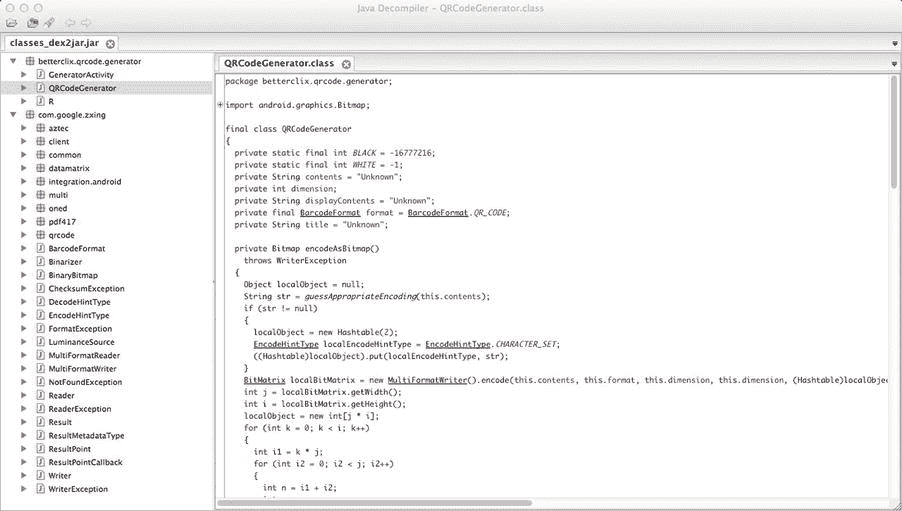 Java Decompiler - QRCodeGenerator.class
classes_dex2jar.jar
betterclix.qrcode.generator
GeneratorActivity
QRCodeGenerator
R
com.google.zxing
aztec
client
common
datamatrix
integration.android
multi
oned
pdf417
qrcode
BarcodeFormat
Binarizer
BinaryBitmap
ChecksumException
DecodeHintType
EncodeHintType
FormatException
LuminanceSource
MultiFormatReader
MultiFormatWriter
NotFoundException
Reader
ReaderException
Result
ResultMetadataType
ResultPoint
ResultPointCallback
Writer
WriterException
QRCodeGenerator.class
package betterclix.qrcode.generator;
import android.graphics.Bitmap;
final class QRCodeGenerator
{
private static final int BLACK = -16777216;
private static final int WHITE = -1;
private String contents = "Unknown";
private int dimension;
private String displayContents = "Unknown";
private final BarcodeFormat format = BarcodeFormat.QR_CODE;
private String title = "Unknown";
private Bitmap encodeAsBitmap()
throws WriterException
{
Object localObject = null;
String str = guessAppropriateEncoding(this.contents);
if (str != null)
{
localObject = new Hashtable(2);
EncodeHintType localEncodeHintType = EncodeHintType.CHARACTER_SET;
((Hashtable)localObject).put(localEncodeHintType, str);
}
BitMatrix localBitMatrix = new MultiFormatWriter().encode(this.contents, this.format, this.dimension, this.dimension, (Hashtable)localObje
int j = localBitMatrix.getWidth();
int i = localBitMatrix.getHeight();
localObject = new int[j * i];
for (int k = 0; k < i; k++)
{
int i1 = k * j;
for (int i2 = 0; i2 < j; i2++)
{
int n = i1 + i2;